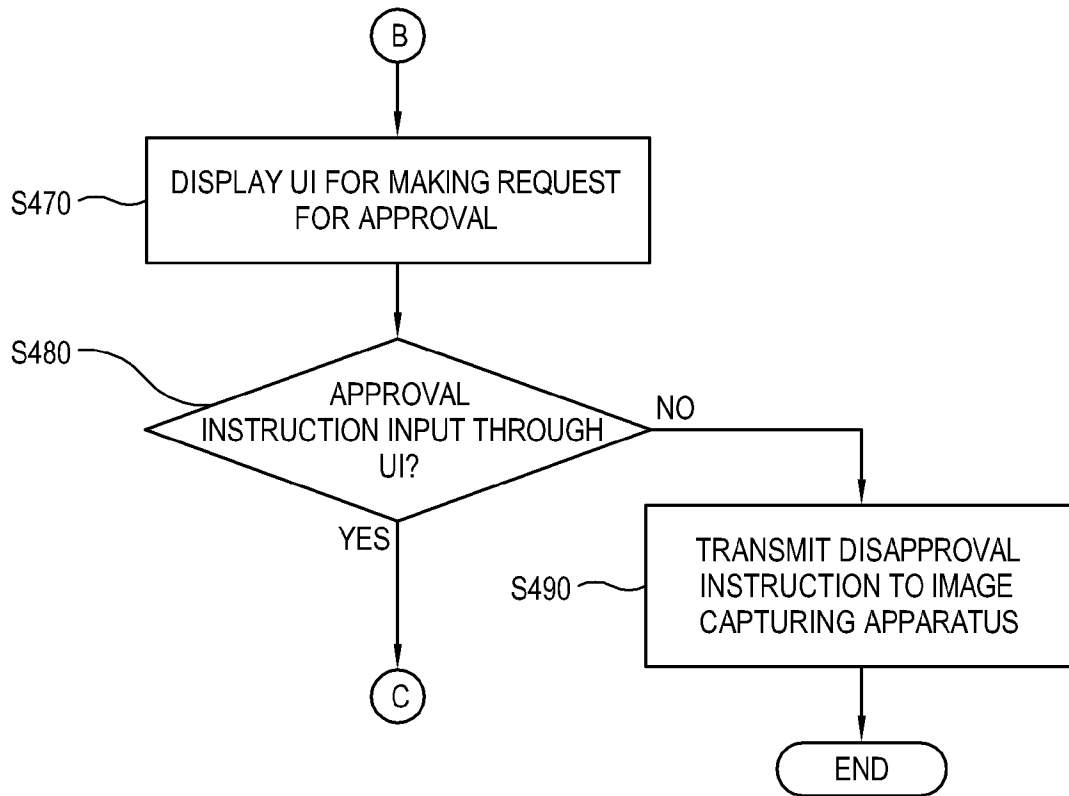 B
S470
DISPLAY UI FOR MAKING REQUEST
FOR APPROVAL
S480
APPROVAL
INSTRUCTION INPUT THROUGH
UI?
NO
YES
S490
TRANSMIT DISAPPROVAL
INSTRUCTION TO IMAGE
CAPTURING APPARATUS
C
END